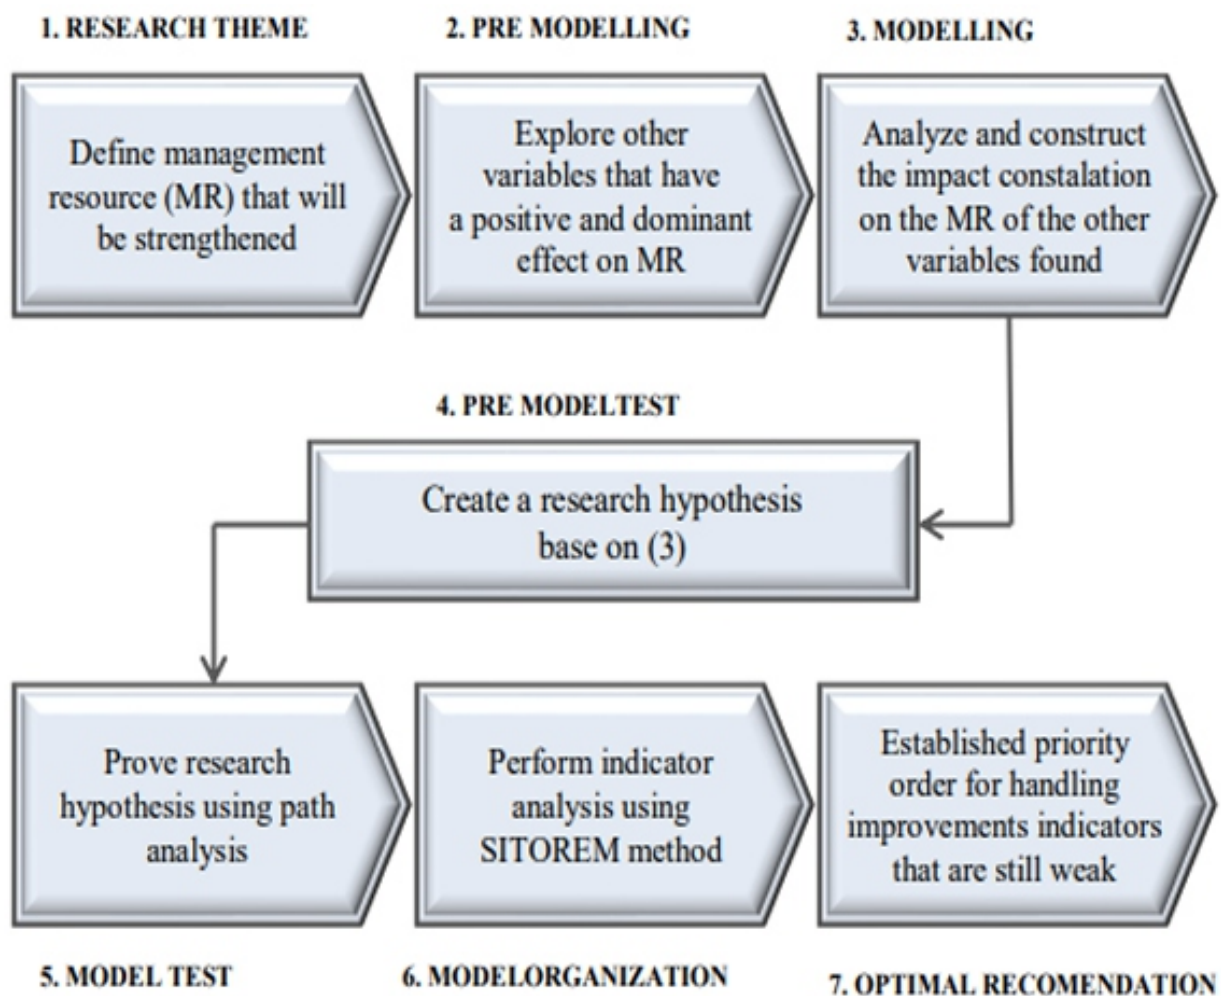 1. RESEARCH THEME
Define management
resource (MR) that will
be strengthened
2. PRE MODELLING
Explore other
variables that have
a positive and dominant
effect on MR
3. MODELLING
Analyze and construct
the impact constalation
on the MR of the other
variables found
4. PRE MODELTEST
Create a research hypothesis
base on (3)
Prove research
hypothesis using path
analysis
5. MODEL TEST
Perform indicator
analysis using
SITOREM method
6. MODELORGANIZATION
Established priority
order for handling
improvements indicators
that are still weak
7. OPTIMAL RECOMENDATION